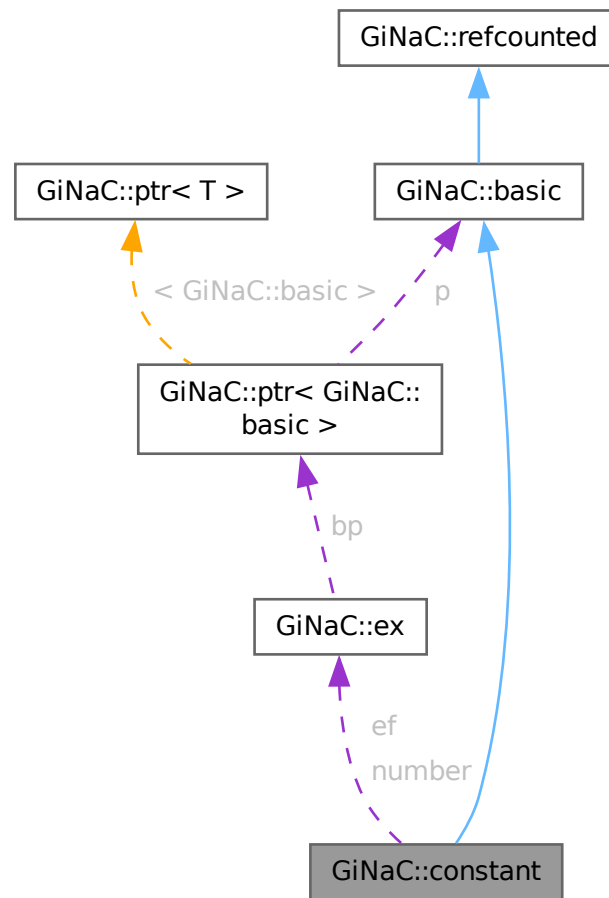 GiNaC::refcounted
GiNaC::ptr< T >
GiNaC::basic
< GiNaC::basic >
p
GiNaC::ptr< GiNaC::
basic >
bp
GiNaC::ex
ef
number
GiNaC::constant